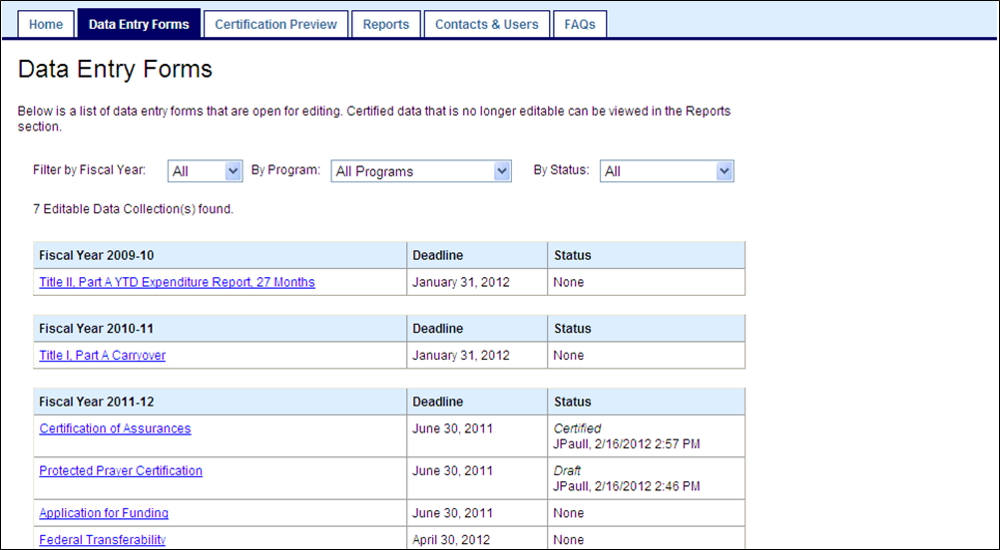 Home Data Entry Forms Certification Preview Reports Contacts & Users FAQs
Data Entry Forms
Below is a list of data entry forms that are open for editing. Certified data that is no longer editable can be viewed in the Reports
section.
Filter by Fiscal Year: All By Program: All Programs By Status: All
7 Editable Data Collection(s) found.
Fiscal Year 2009-10 Deadline Status
Title II, Part A YTD Expenditure Report, 27 Months January 31, 2012 None
Fiscal Year 2010-11 Deadline Status
Title I, Part A Carryover January 31, 2012 None
Fiscal Year 2011-12 Deadline Status
Certification of Assurances June 30, 2011 Certified
JPaull, 2/16/2012 2:57 PM
Protected Prayer Certification June 30, 2011 Draft
JPaull, 2/16/2012 2:46 PM
Application for Funding June 30, 2011 None
Federal Transferability April 30, 2012 None